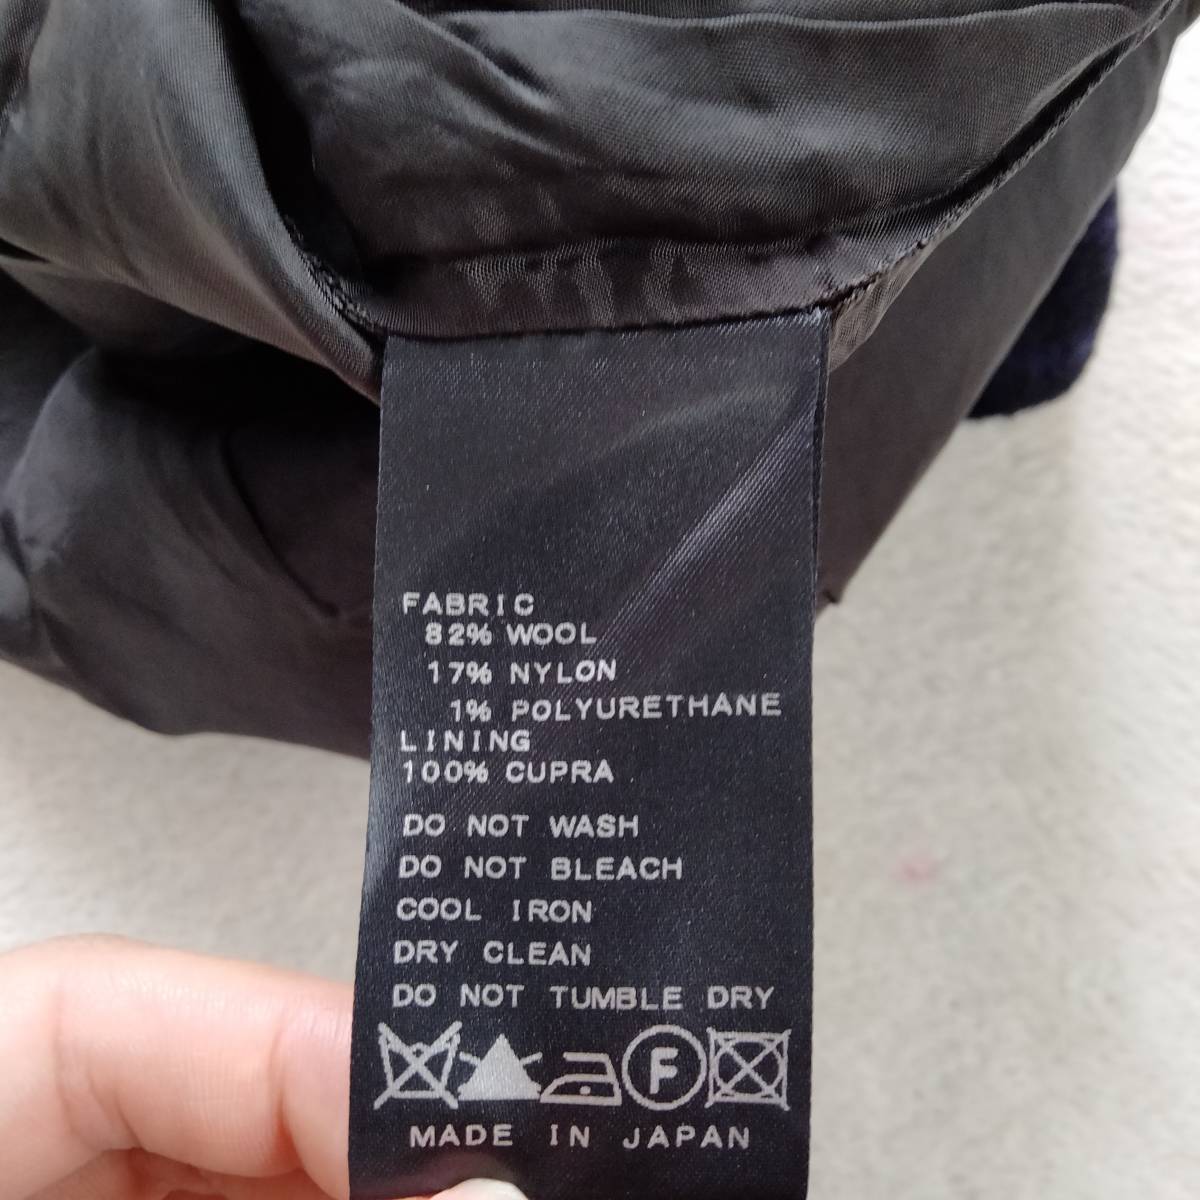 FABRIC
82% WOOL
17% NYLON
1% POLYURETHANE
LINING
100% CUPRA
DO NOT WASH
DO NOT BLEACH
COOL IRON
DRY CLEAN
DO NOT TUMBLE DRY
F
MADE IN JAPAN